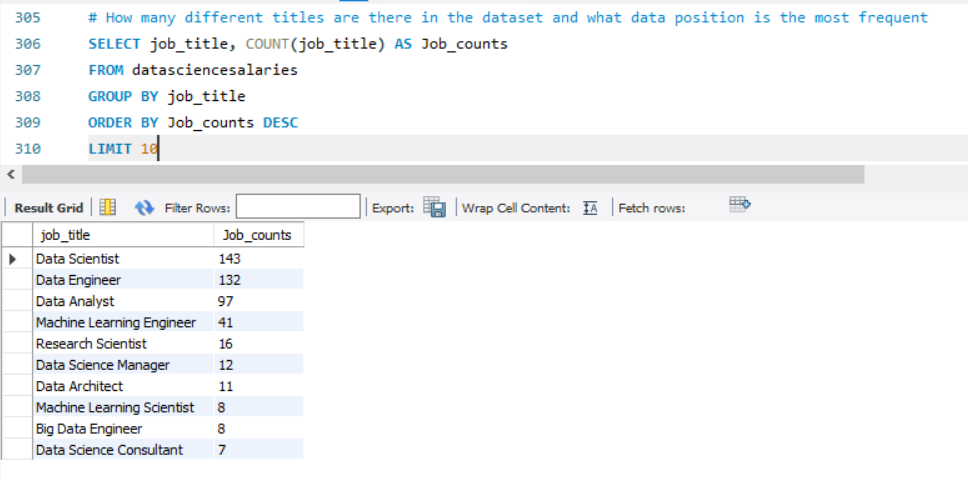 305 # How many different titles are there in the dataset and what data position is the most frequent
306 SELECT job_title, COUNT(job_title) AS Job_counts
307 FROM datasciencesalaries
308 GROUP BY job_title
309 ORDER BY Job_counts DESC
310 LIMIT 10
Result Grid Filter Rows: Export: Wrap Cell Content: Fetch rows:
job_title Job_counts
Data Scientist 143
Data Engineer 132
Data Analyst 97
Machine Learning Engineer 41
Research Scientist 16
Data Science Manager 12
Data Architect 11
Machine Learning Scientist 8
Big Data Engineer 8
Data Science Consultant 7